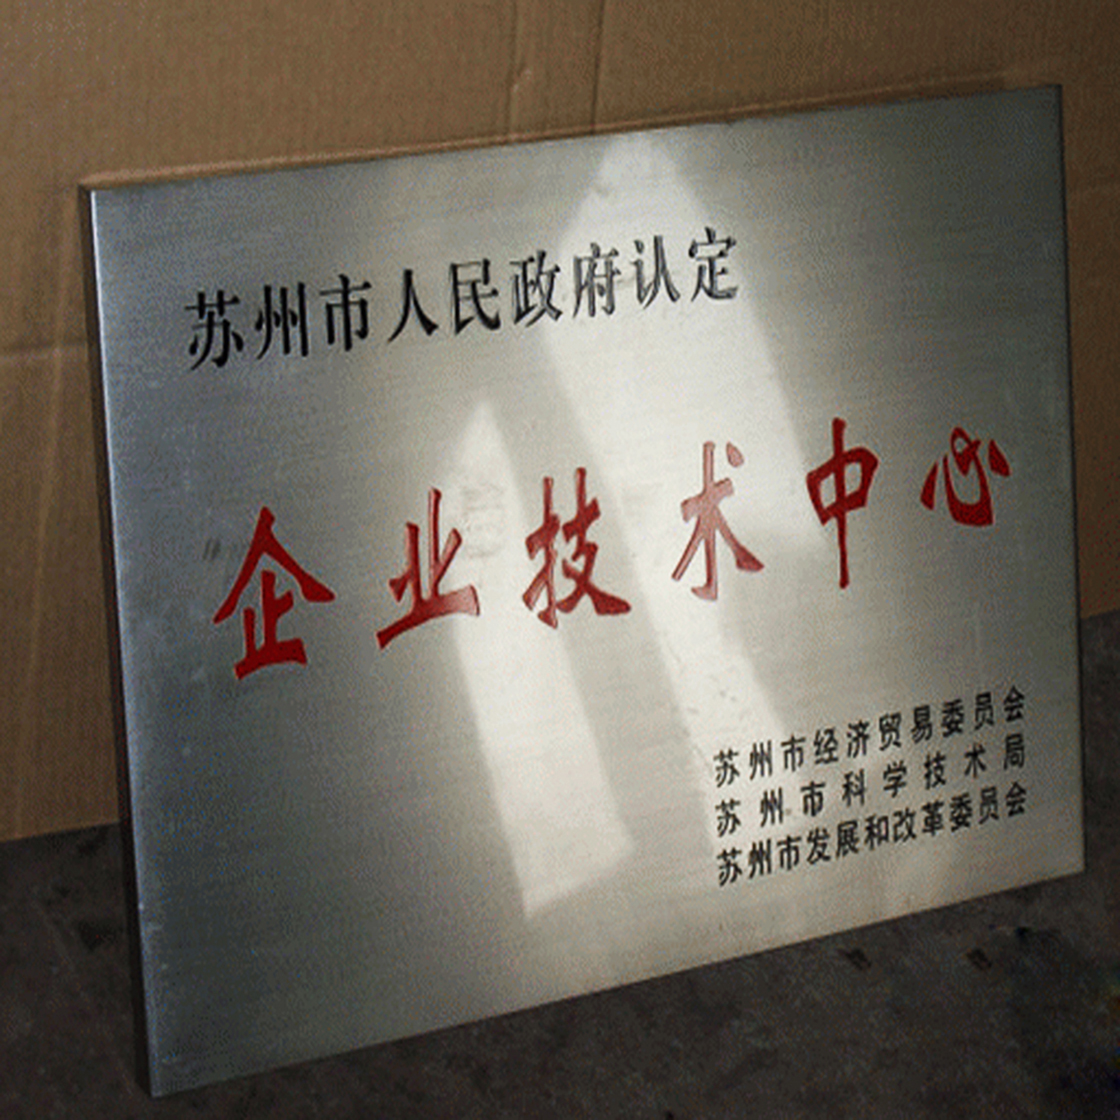 苏州市人民政府认定
企业技术中心
苏州市经济贸易委员会
苏州市科学技术局
苏州市发展和改革委员会